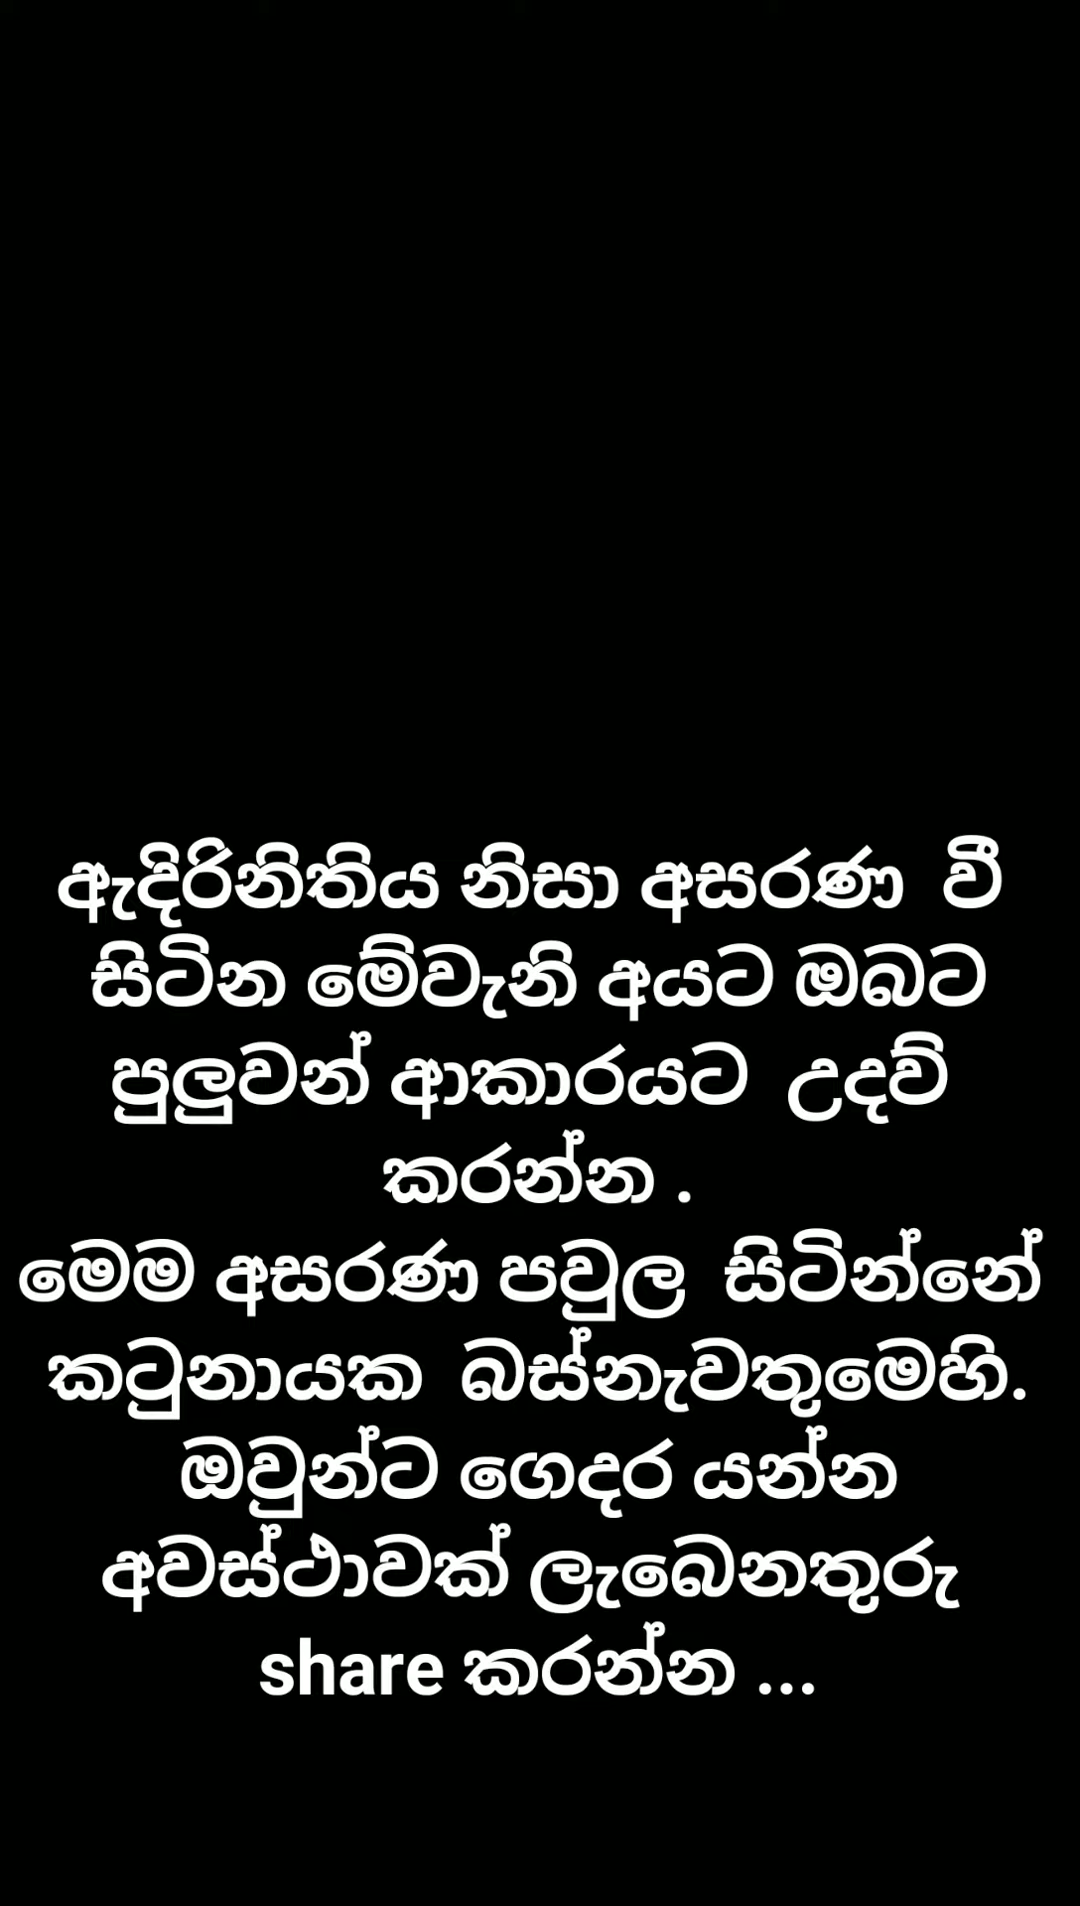 ඇදිරිනිතිය නිසා අසරණ වී
සිටින මේවැනි අයට ඔබට
පුලුවන් ආකාරයට උදව්
කරන්න .
මෙම අසරණ පවුල සිටින්නේ
කටුනායක බස්නැවතුමෙහි.
ඔවුන්ට ගෙදර යන්න
අවස්ථාවක් ලැබෙනතුරු
share කරන්න ...